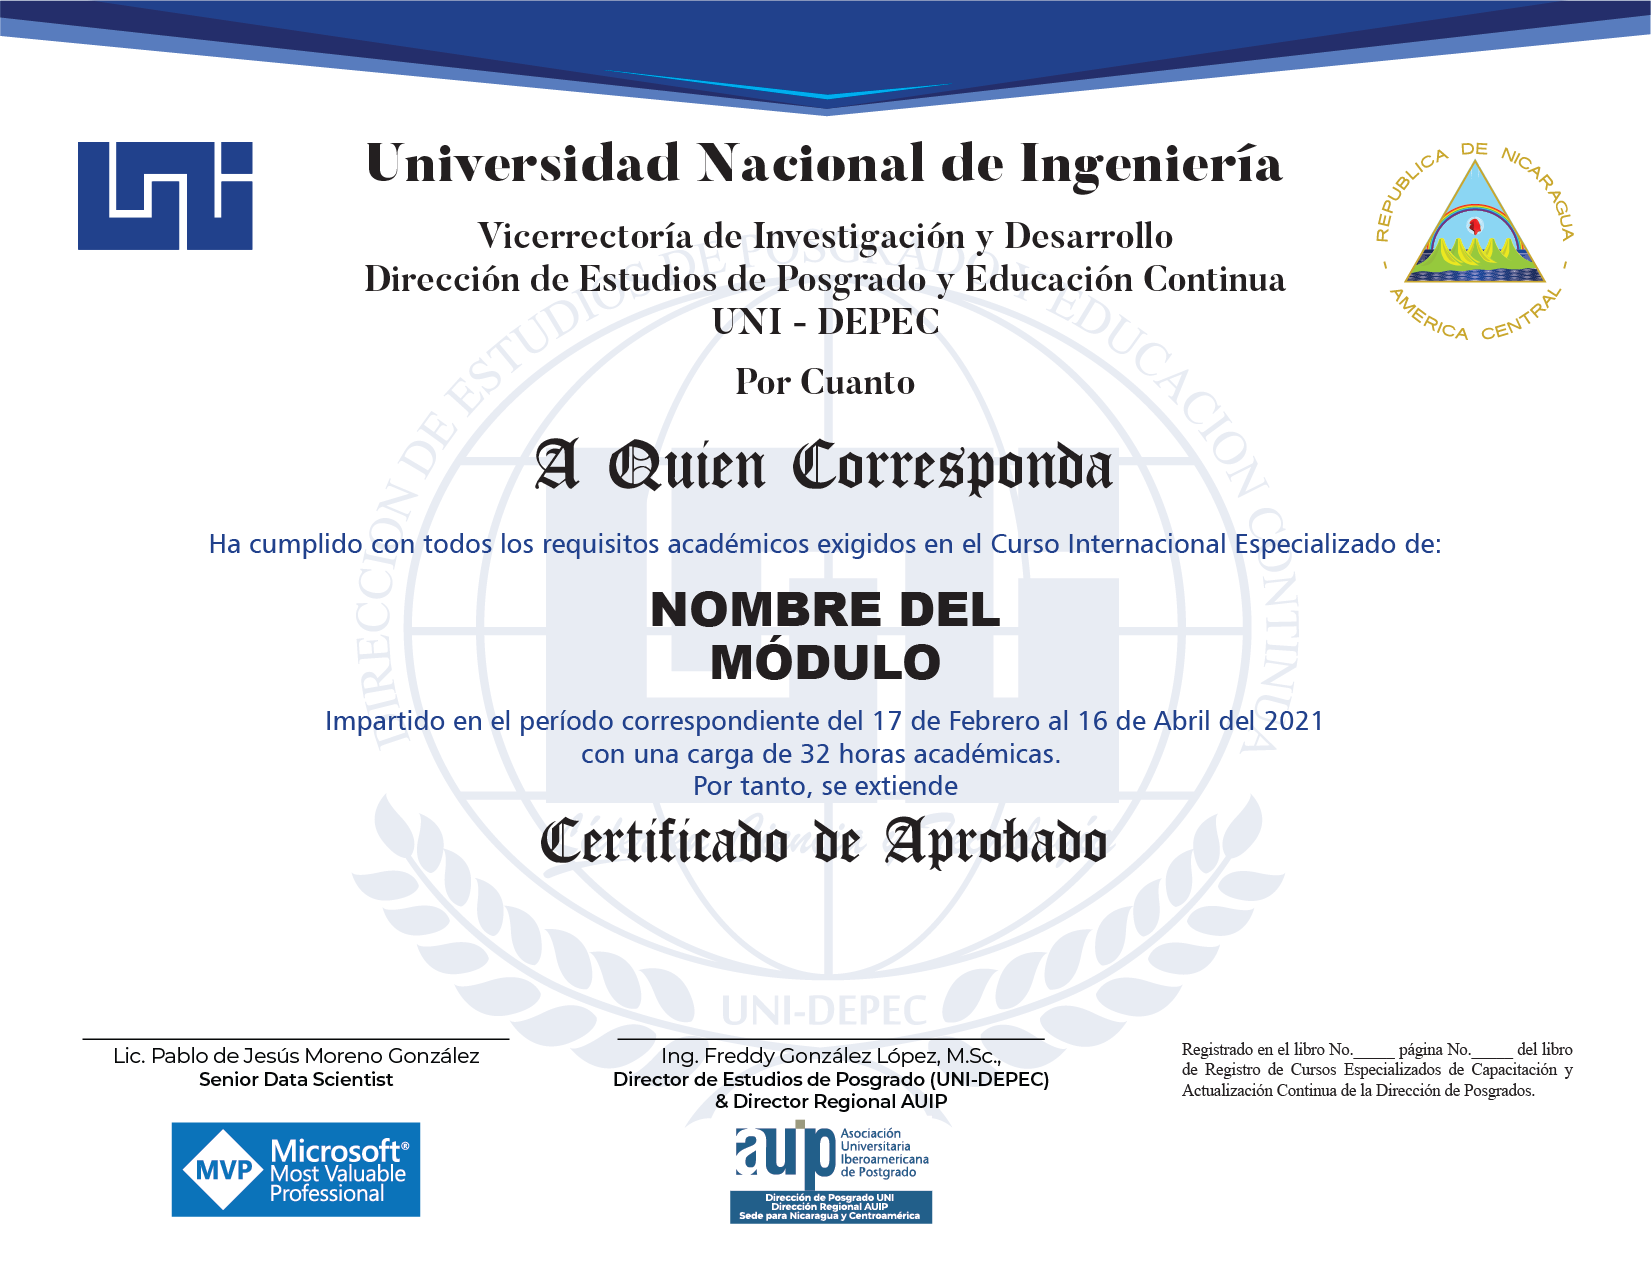 UNI
Universidad Nacional de Ingeniería
REPUBLICA DE NICARAGUA
- AMERICA CENTRAL -
Vicerrectoría de Investigación y Desarrollo
Dirección de Estudios de Posgrado y Educación Continua
UNI - DEPEC
Por Cuanto
A Quien Corresponda
Ha cumplido con todos los requisitos académicos exigidos en el Curso Internacional Especializado de:
NOMBRE DEL
MÓDULO
Impartido en el período correspondiente del 17 de Febrero al 16 de Abril del 2021
con una carga de 32 horas académicas.
Por tanto, se extiende
Certificado de Aprobado
DIRECCION DE ESTUDIOS DE POSGRADO Y EDUCACION CONTINUA
UNI-DEPEC
Lic. Pablo de Jesús Moreno González
Senior Data Scientist
MVP
Microsoft®
Most Valuable
Professional
Ing. Freddy González López, M.Sc.,
Director de Estudios de Posgrado (UNI-DEPEC)
& Director Regional AUIP
auip
Asociación
Universitaria
Iberoamericana
de Postgrado
Dirección de Posgrado UNI
Dirección Regional AUIP
Sede para Nicaragua y Centroamérica
Registrado en el libro No._____ página No._____ del libro
de Registro de Cursos Especializados de Capacitación y
Actualización Continua de la Dirección de Posgrados.